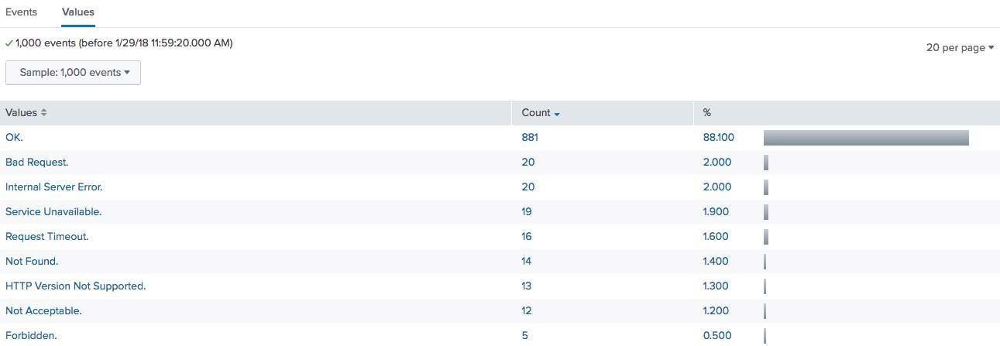 Events Values
1,000 events (before 1/29/18 11:59:20.000 AM)
20 per page
Sample: 1,000 events
Values Count %
OK. 881 88.100
Bad Request. 20 2.000
Internal Server Error. 20 2.000
Service Unavailable. 19 1.900
Request Timeout. 16 1.600
Not Found. 14 1.400
HTTP Version Not Supported. 13 1.300
Not Acceptable. 12 1.200
Forbidden. 5 0.500